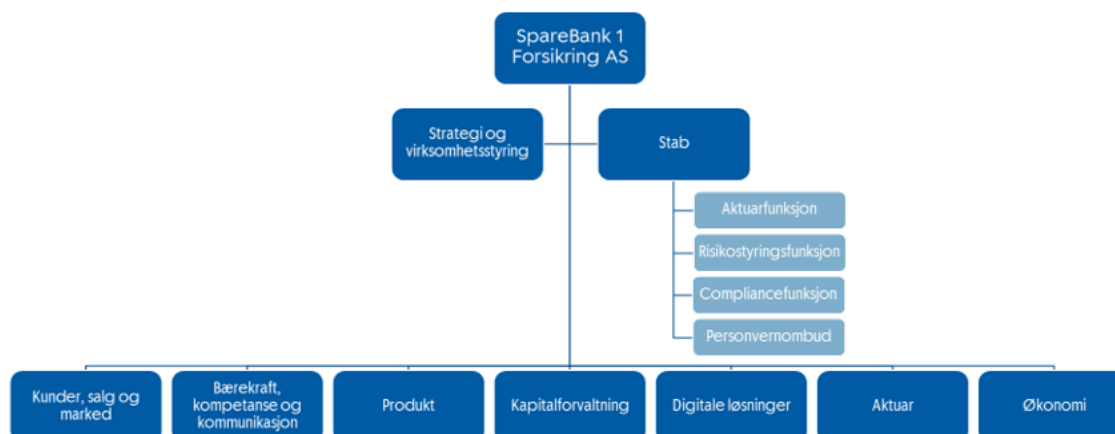 SpareBank 1
Forsikring AS
Strategi og
virksomhetsstyring
Stab
Aktuarfunksjon
Risikostyringsfunksjon
Compliancefunksjon
Personvernombud
Kunder, salg og
marked
Bærekraft,
kompetanse og
kommunikasjon
Produkt
Kapitalforvaltning
Digitale løsninger
Aktuar
Økonomi